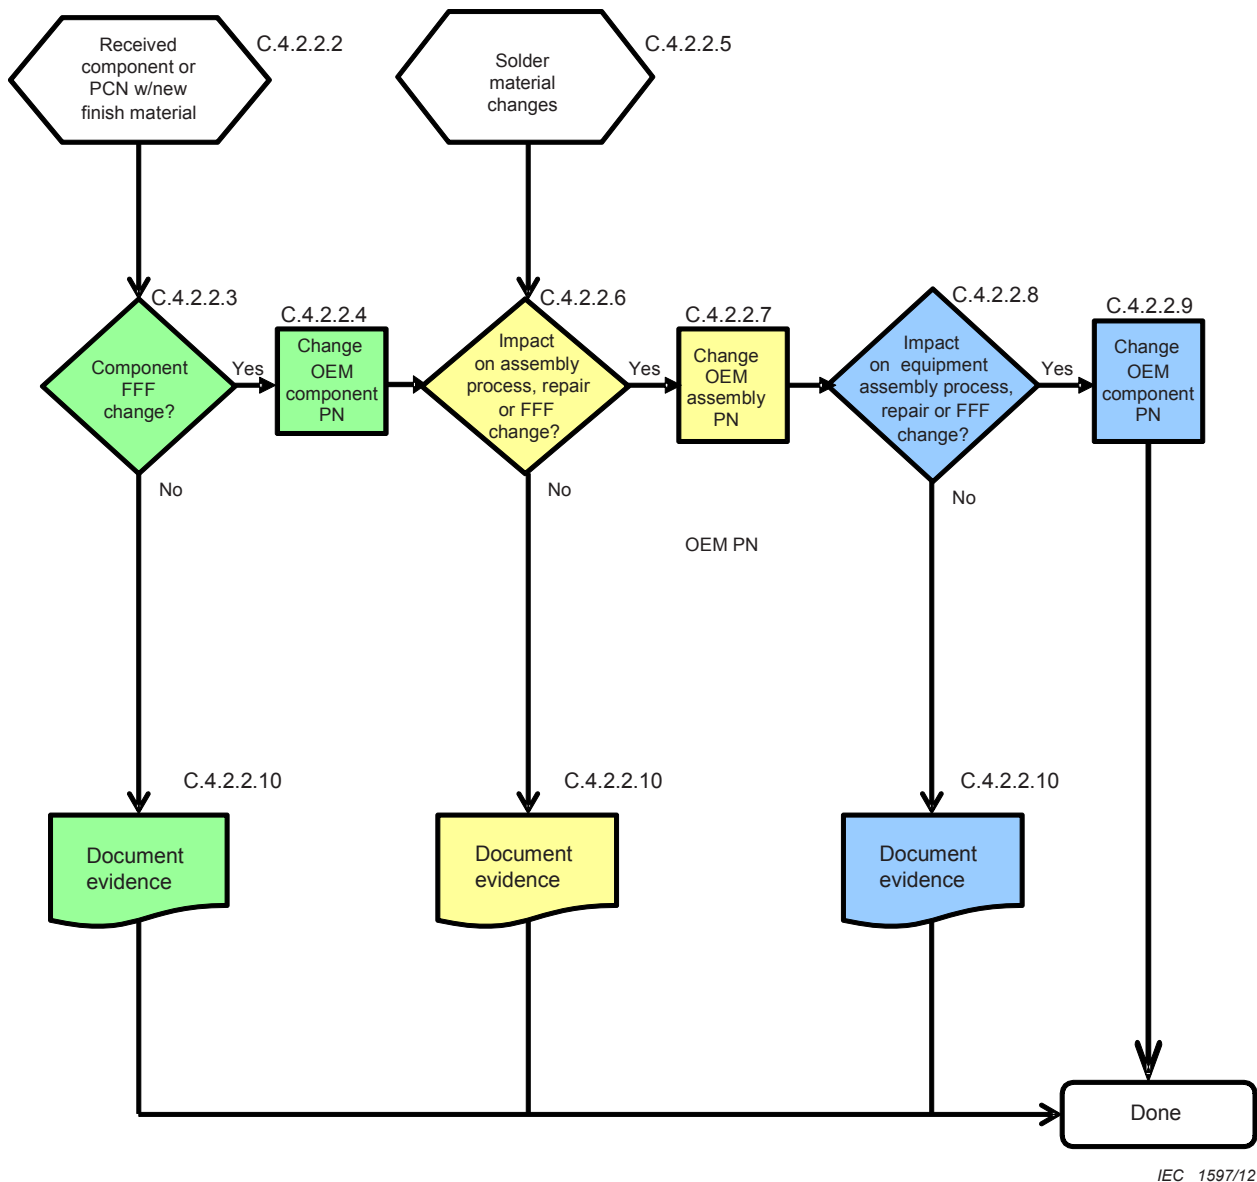 Received
component or
PCN w/new
finish material
C.4.2.2.2
Solder
material
changes
C.4.2.2.5
C.4.2.2.3
Component
FFF
change?
Yes
No
C.4.2.2.4
Change
OEM
component
PN
C.4.2.2.6
Impact
on assembly
process, repair
or FFF
change?
Yes
No
C.4.2.2.7
Change
OEM
assembly
PN
C.4.2.2.8
Impact
on equipment
assembly process,
repair or FFF
change?
Yes
No
C.4.2.2.9
Change
OEM
component
PN
OEM PN
C.4.2.2.10
Document
evidence
C.4.2.2.10
Document
evidence
C.4.2.2.10
Document
evidence
Done
IEC 1597/12